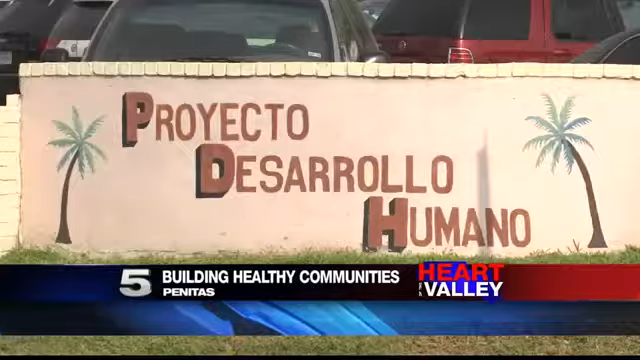 PROYECTO
DESARROLLO
HUMANO
5 BUILDING HEALTHY COMMUNITIES
PENITAS
HEART
VALLEY